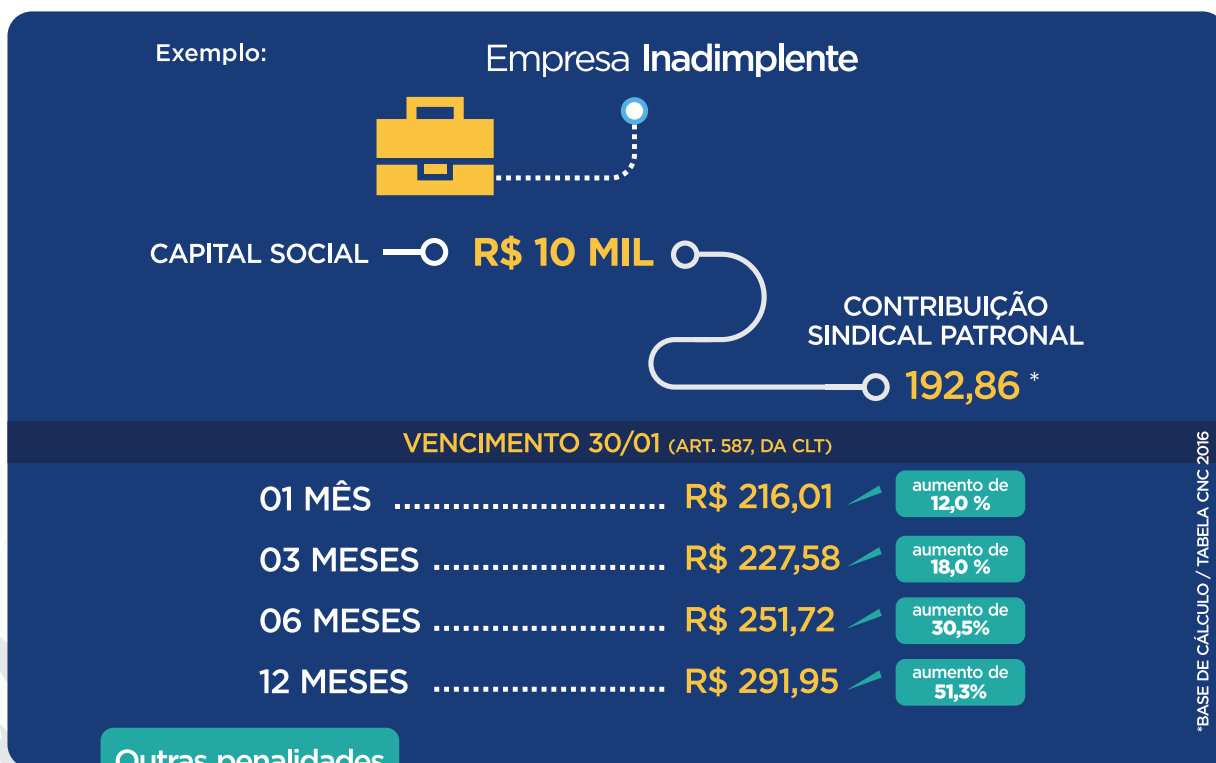 Exemplo:
Empresa Inadimplente
CAPITAL SOCIAL
R$ 10 MIL
CONTRIBUIÇÃO
SINDICAL PATRONAL
192,86 *
VENCIMENTO 30/01 (ART. 587, DA CLT)
01 MÊS ........................ R$ 216,01
aumento de
12,0 %
03 MESES ..................... R$ 227,58
aumento de
18,0 %
06 MESES ..................... R$ 251,72
aumento de
30,5%
12 MESES ..................... R$ 291,95
aumento de
51,3%
*BASE DE CÁLCULO / TABELA CNC 2016
Outras penalidades